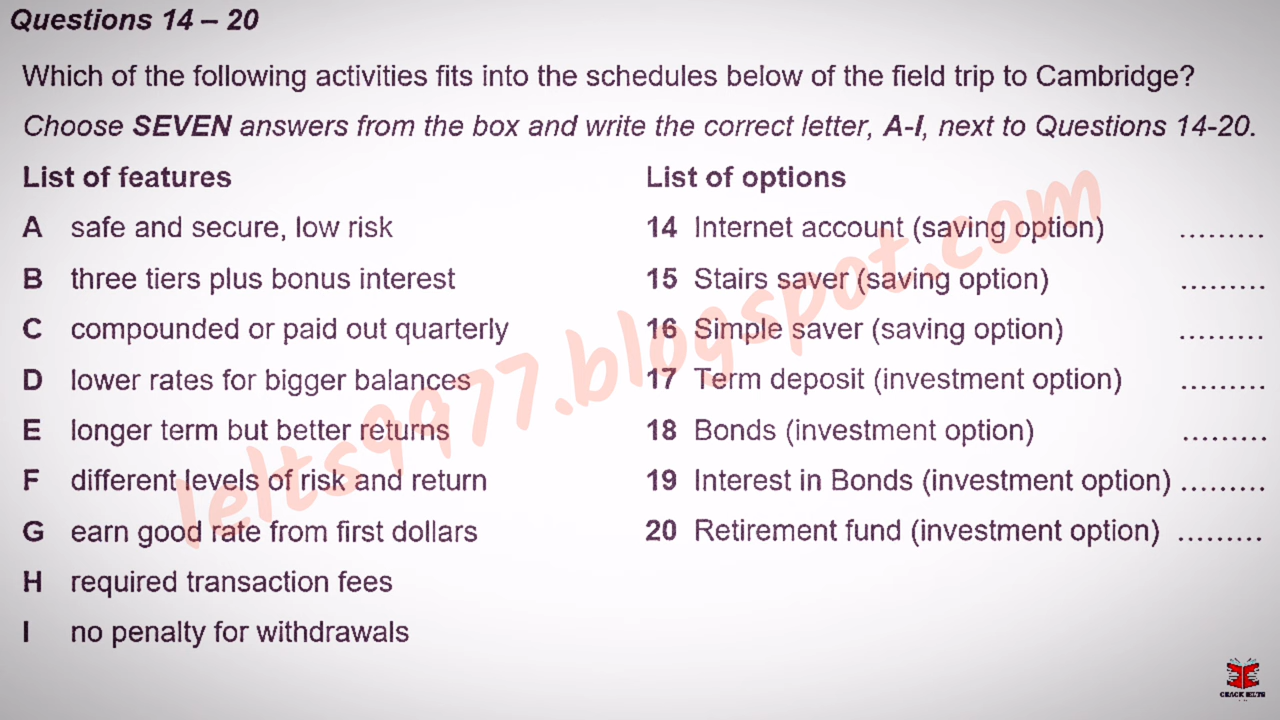 Questions 14 – 20
Which of the following activities fits into the schedules below of the field trip to Cambridge?
Choose SEVEN answers from the box and write the correct letter, A-I, next to Questions 14-20.
List of features
A safe and secure, low risk
B three tiers plus bonus interest
C compounded or paid out quarterly
D lower rates for bigger balances
E longer term but better returns
F different levels of risk and return
G earn good rate from first dollars
H required transaction fees
I no penalty for withdrawals
List of options
14 Internet account (saving option) .........
15 Stairs saver (saving option) .........
16 Simple saver (saving option) .........
17 Term deposit (investment option) .........
18 Bonds (investment option) .........
19 Interest in Bonds (investment option) .........
20 Retirement fund (investment option) .........
Ielts9977.blogspot.com
CRACK IELTS